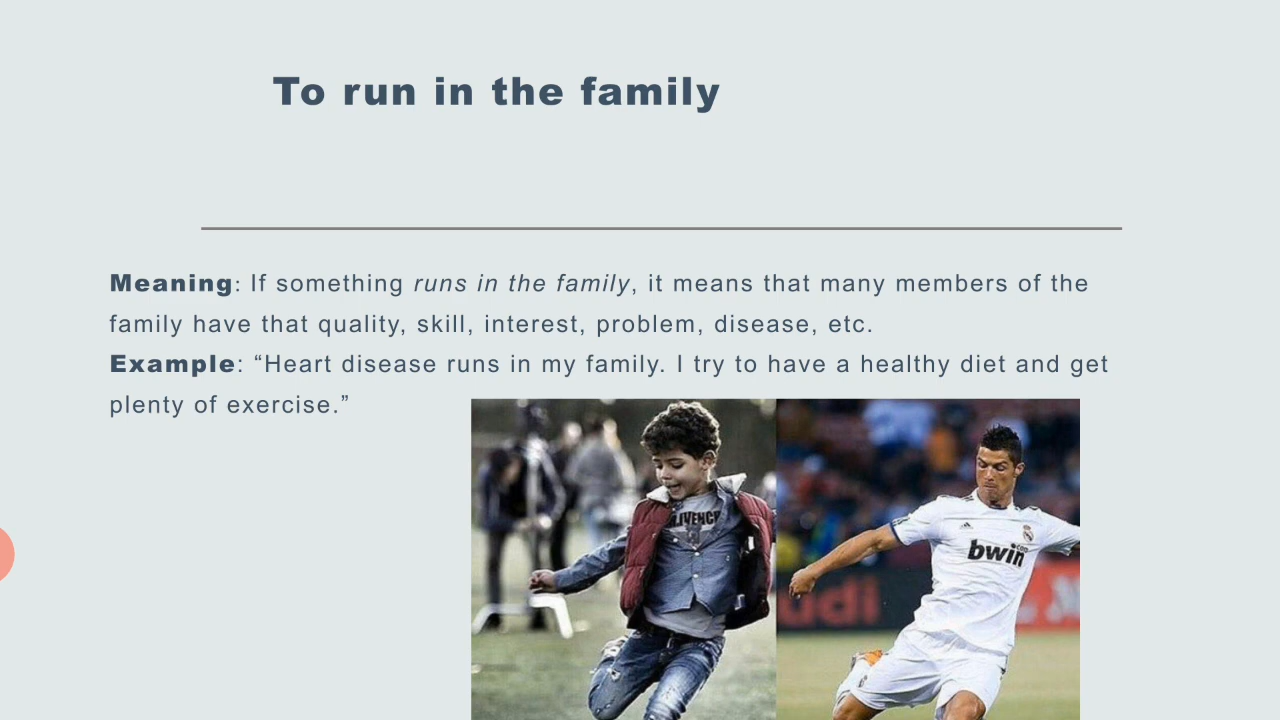 To run in the family
Meaning: If something runs in the family, it means that many members of the
family have that quality, skill, interest, problem, disease, etc.
Example: “Heart disease runs in my family. I try to have a healthy diet and get
plenty of exercise.”
bwin